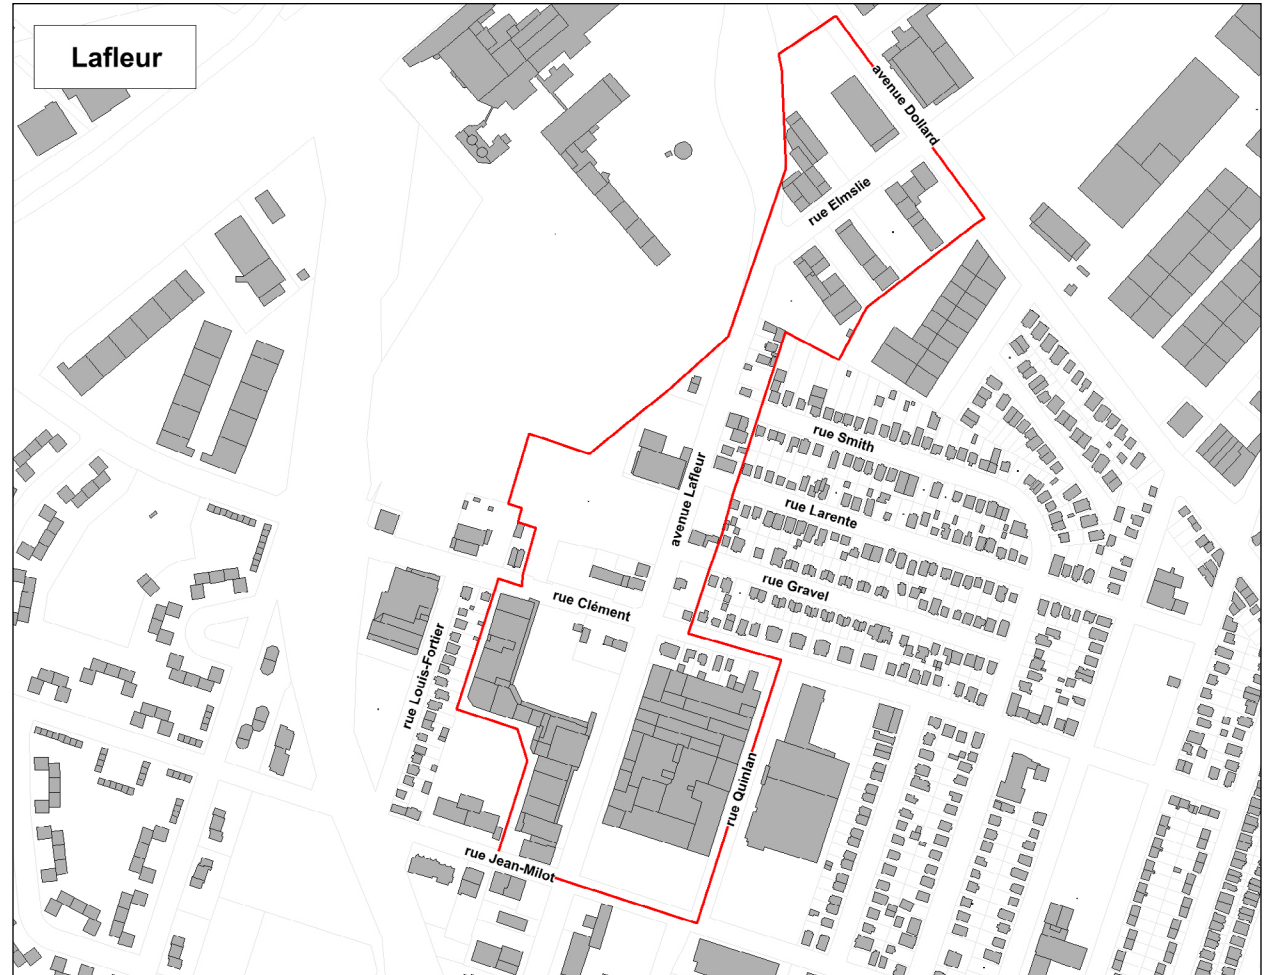 Lafleur
avenue Dollard
rue Elmslie
rue Smith
avenue Lafleur
rue Larente
rue Gravel
rue Clément
rue Louis-Fortier
rue Quinlan
rue Jean-Milot